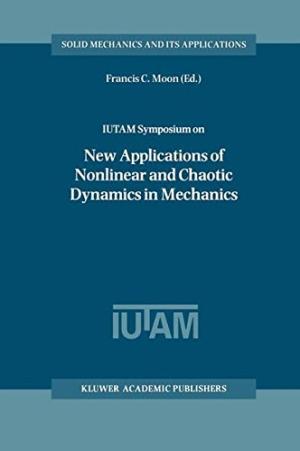 SOLID MECHANICS AND ITS APPLICATIONS
Francis C. Moon (Ed.)
IUTAM Symposium on
New Applications of
Nonlinear and Chaotic
Dynamics in Mechanics
IUTAM
KLUWER ACADEMIC PUBLISHERS